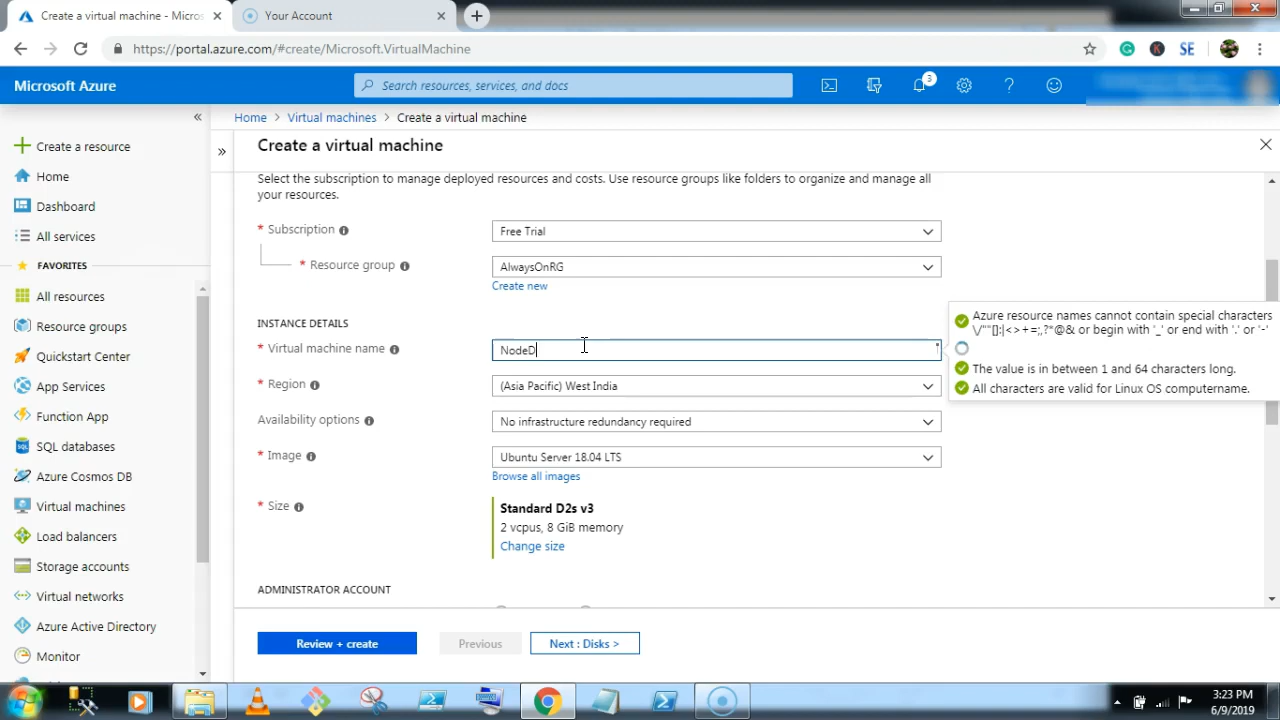 Create a virtual machine - Micros
Your Account
https://portal.azure.com/#create/Microsoft.VirtualMachine
SE
Microsoft Azure
Search resources, services, and docs
3
Home > Virtual machines > Create a virtual machine
Create a virtual machine
Create a resource
Home
Dashboard
All services
FAVORITES
All resources
Resource groups
Quickstart Center
App Services
Function App
SQL databases
Azure Cosmos DB
Virtual machines
Load balancers
Storage accounts
Virtual networks
Azure Active Directory
Monitor
Select the subscription to manage deployed resources and costs. Use resource groups like folders to organize and manage all
your resources.
* Subscription
Free Trial
* Resource group
AlwaysOnRG
Create new
INSTANCE DETAILS
* Virtual machine name
NodeD
* Region
(Asia Pacific) West India
Availability options
No infrastructure redundancy required
* Image
Ubuntu Server 18.04 LTS
Browse all images
* Size
Standard D2s v3
2 vcpus, 8 GiB memory
Change size
ADMINISTRATOR ACCOUNT
Azure resource names cannot contain special characters
\/""[]:|<>+=;,?*@& or begin with '_' or end with '.' or '-'
The value is in between 1 and 64 characters long.
All characters are valid for Linux OS computername.
Review + create
Previous
Next : Disks >
3:23 PM
6/9/2019